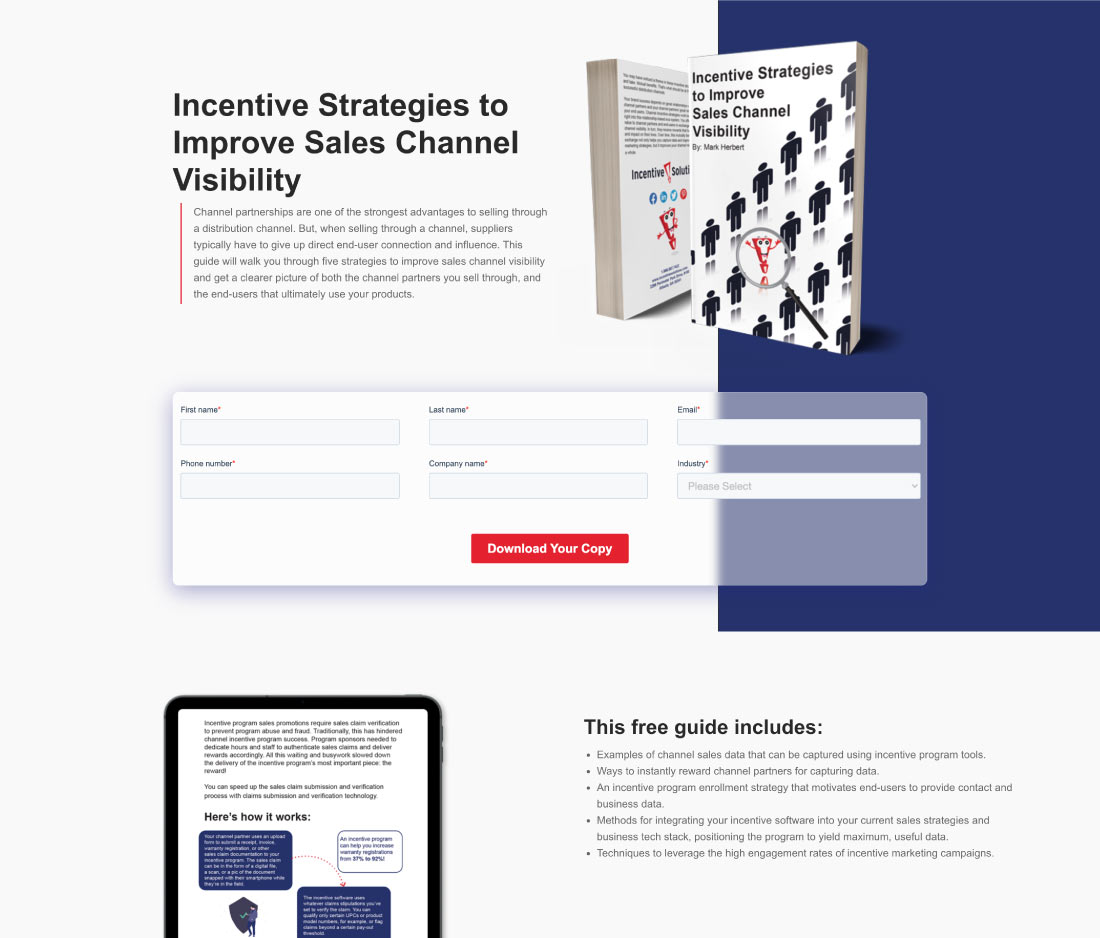 Incentive Strategies to
Improve Sales Channel
Visibility
Channel partnerships are one of the strongest advantages to selling through
a distribution channel. But, when selling through a channel, suppliers
typically have to give up direct end-user connection and influence. This
guide will walk you through five strategies to improve sales channel visibility
and get a clearer picture of both the channel partners you sell through, and
the end-users that ultimately use your products.
Incentive Soluti
Incentive Strategies
to Improve
Sales Channel
Visibility
By: Mark Herbert
First name*
Last name*
Email*
Phone number*
Company name*
Industry*
Please Select
Download Your Copy
Incentive program sales promotions require sales claim verification
to prevent program abuse and fraud. Traditionally, this has hindered
channel incentive program success. Program sponsors needed to
dedicate hours and staff to authenticate sales claims and deliver
rewards accordingly. All this waiting and busywork slowed down
the delivery of the incentive program's most important piece: the
reward!
You can speed up the sales claim submission and verification
process with claims submission and verification technology
Here's how it works:
Your channel partner uses an upload
form to submit a receipt, invoice,
warranty registration, or other
sales claim documentation to your
incentive program. The sales claim
can be in the form of a digital file,
a scan, or a pic of the document
snapped with their smartphone while
they're in the field.
An incentive program
can help you increase
warranty registrations
from 37% to 92%!
The incentive software uses
whatever claims stipulations you've
set to verify the claim. You can
qualify only certain UPCs or product
model numbers, for example, or flag
claims beyond a certain pay-out
threshold.
This free guide includes:
Examples of channel sales data that can be captured using incentive program tools.
Ways to instantly reward channel partners for capturing data.
An incentive program enrollment strategy that motivates end-users to provide contact and
business data.
Methods for integrating your incentive software into your current sales strategies and
business tech stack, positioning the program to yield maximum, useful data.
Techniques to leverage the high engagement rates of incentive marketing campaigns.